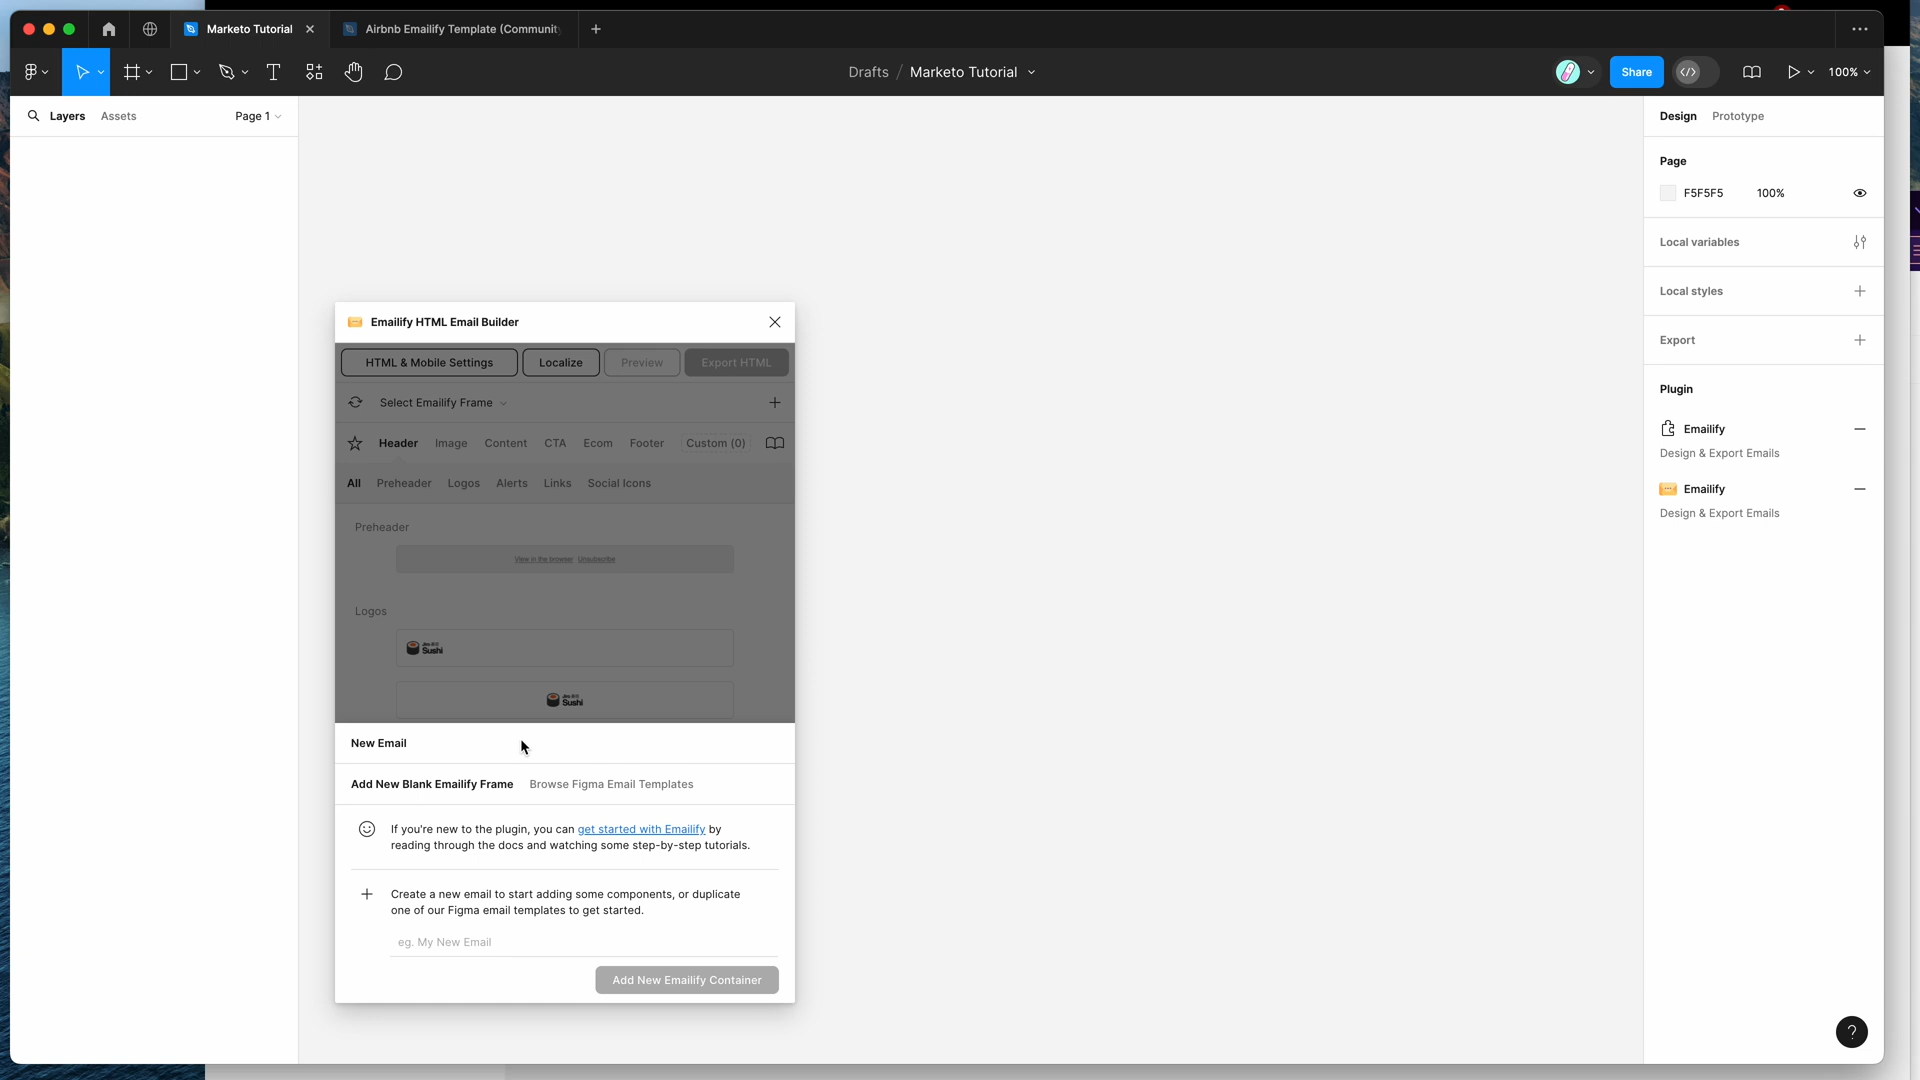 Marketo Tutorial
Airbnb Emailify Template (Communit
Drafts / Marketo Tutorial
Share
100%
Layers
Assets
Page 1
Design
Prototype
Page
F5F5F5
100%
Local variables
Local styles
Export
Plugin
Emailify
Design & Export Emails
Emailify
Design & Export Emails
Emailify HTML Email Builder
HTML & Mobile Settings
Localize
Preview
Export HTML
Select Emailify Frame
Header
Image
Content
CTA
Ecom
Footer
Custom (0)
All
Preheader
Logos
Alerts
Links
Social Icons
Preheader
View in the browser Unsubscribe
Logos
Sushi
Sushi
New Email
Add New Blank Emailify Frame
Browse Figma Email Templates
If you're new to the plugin, you can get started with Emailify by
reading through the docs and watching some step-by-step tutorials.
Create a new email to start adding some components, or duplicate
one of our Figma email templates to get started.
eg. My New Email
Add New Emailify Container
?